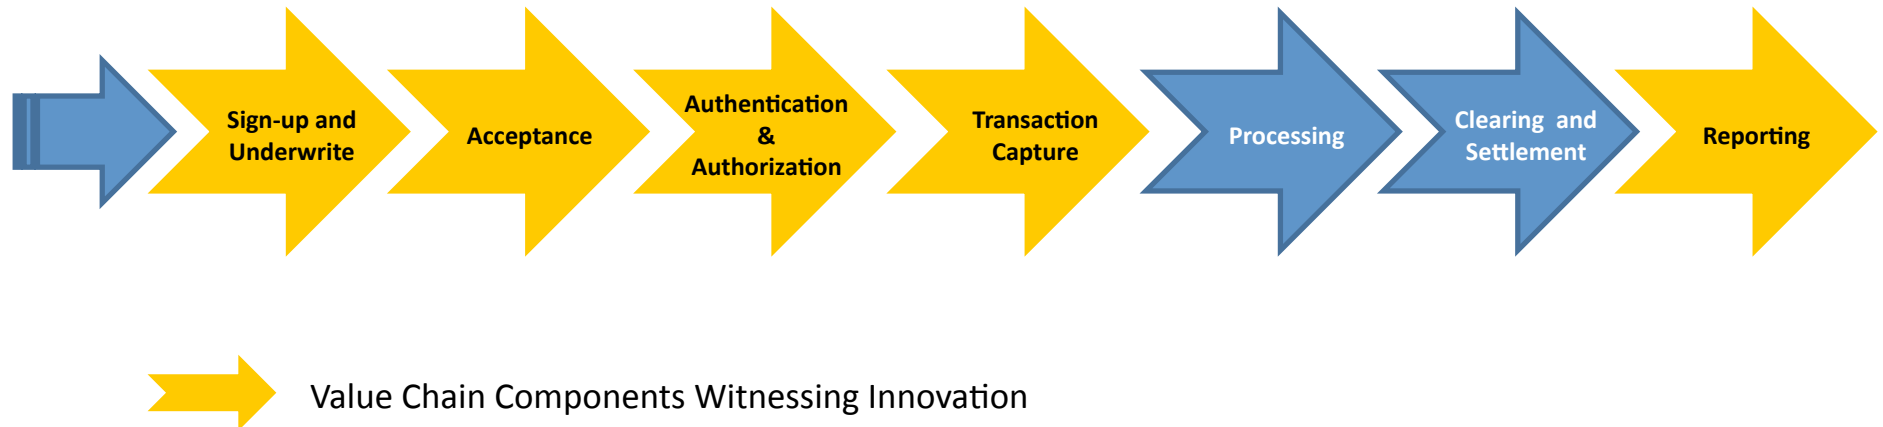 Sign-up and
Underwrite
Acceptance
Authentication
&
Authorization
Transaction
Capture
Processing
Clearing and
Settlement
Reporting
Value Chain Components Witnessing Innovation